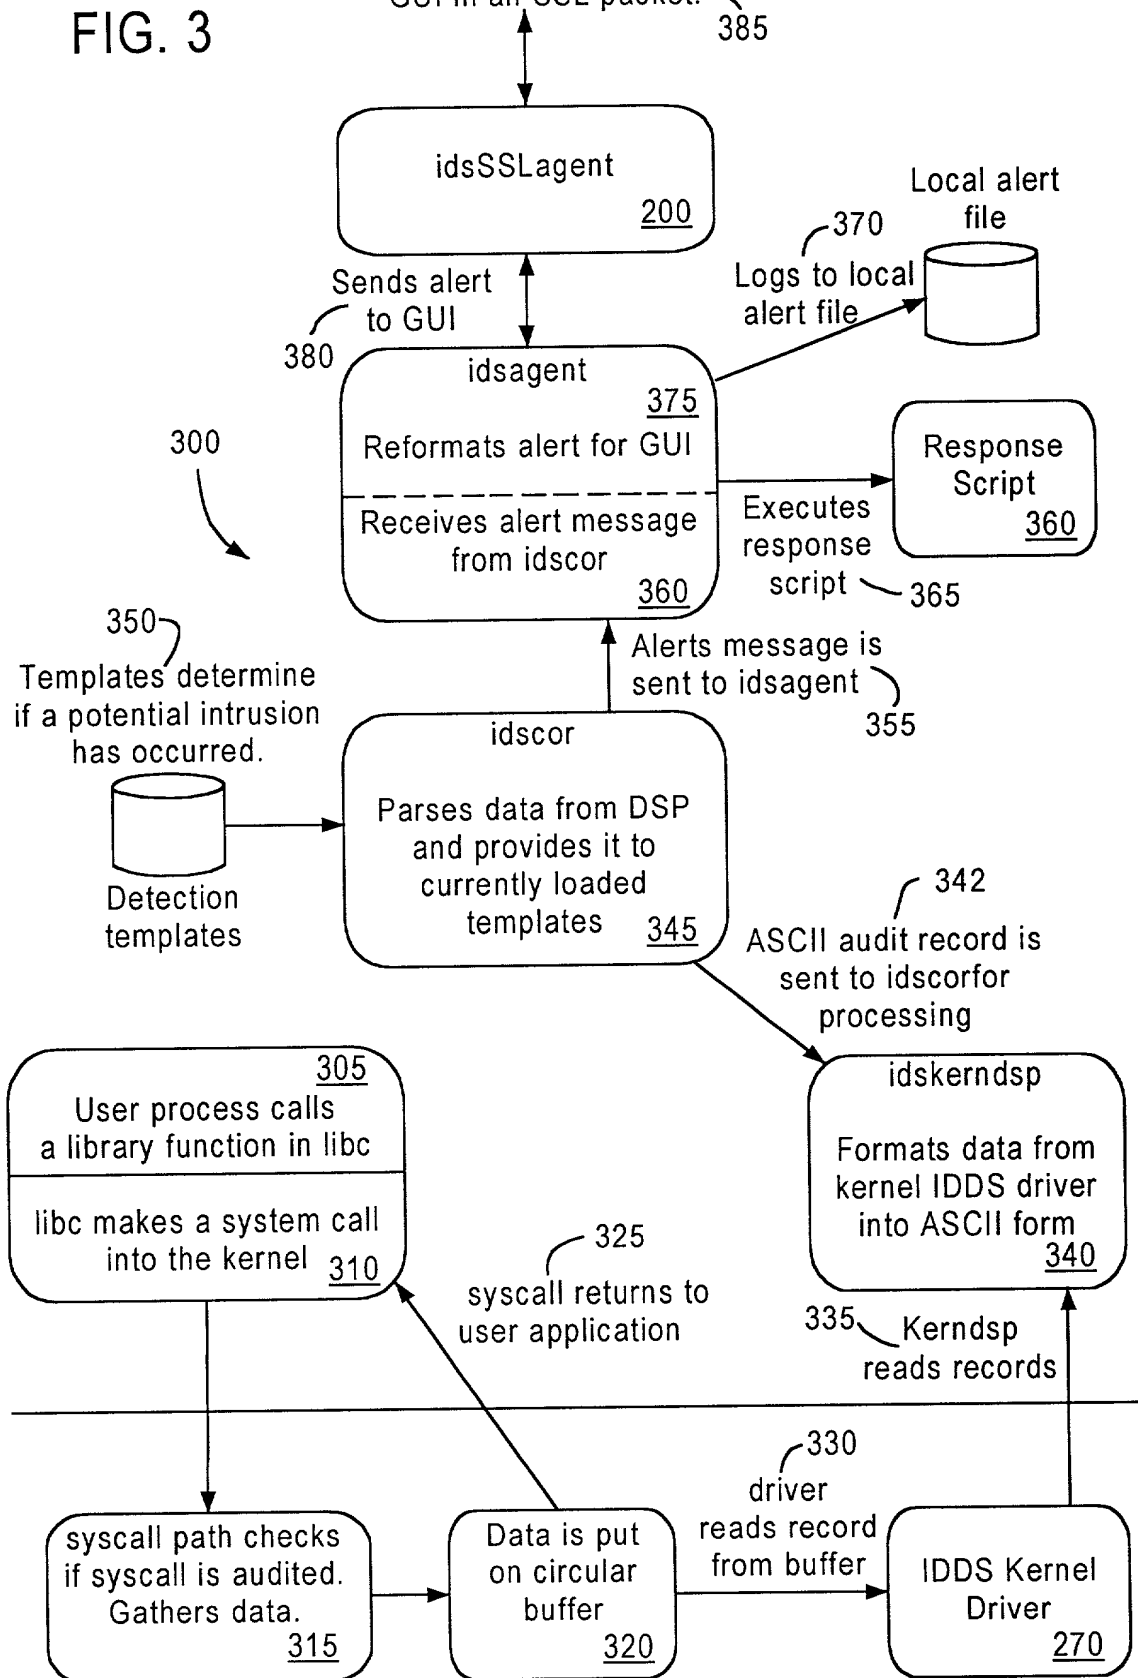 FIG. 3
385
idsSSLagent
200
Local alert
file
370
Logs to local
alert file
Sends alert
to GUI
380
idsagent
375
Reformats alert for GUI
Receives alert message
from idscor
360
Response
Script
360
Executes
response
script
365
300
350
Templates determine
if a potential intrusion
has occurred.
Alerts message is
sent to idsagent
355
idscor
Parses data from DSP
and provides it to
currently loaded
templates
345
Detection
templates
342
ASCII audit record is
sent to idscorfor
processing
305
User process calls
a library function in libc
libc makes a system call
into the kernel
310
idskerndsp
Formats data from
kernel IDDS driver
into ASCII form
340
325
syscall returns to
user application
335
Kerndsp
reads records
330
driver
reads record
from buffer
syscall path checks
if syscall is audited.
Gathers data.
315
Data is put
on circular
buffer
320
IDDS Kernel
Driver
270